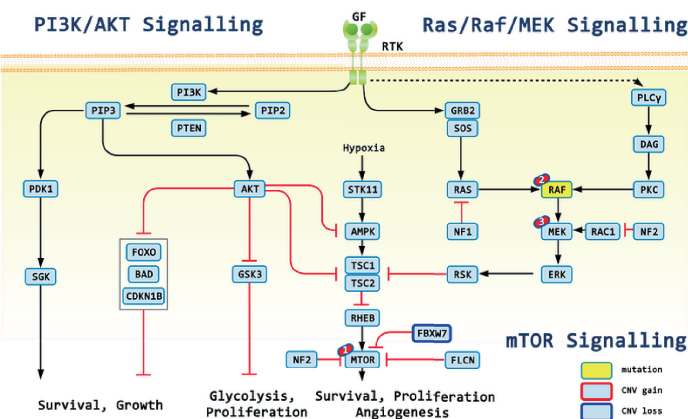 PI3K/AKT Signalling
GF
Ras/Raf/MEK Signalling
RTK
PI3K
PLCγ
PIP3
PIP2
GRB2
PTEN
SOS
DAG
Hypoxia
PDK1
AKT
STK11
RAS
2
RAF
PKC
3
AMPK
NF1
MEK
RAC1
NF2
FOXO
BAD
CDKN1B
TSC1
TSC2
SGK
GSK3
RSK
ERK
RHEB
FBXW7
mTOR Signalling
1
NF2
MTOR
FLCN
mutation
CNV gain
CNV loss
Survival, Growth
Glycolysis,
Proliferation
Survival, Proliferation
Angiogenesis